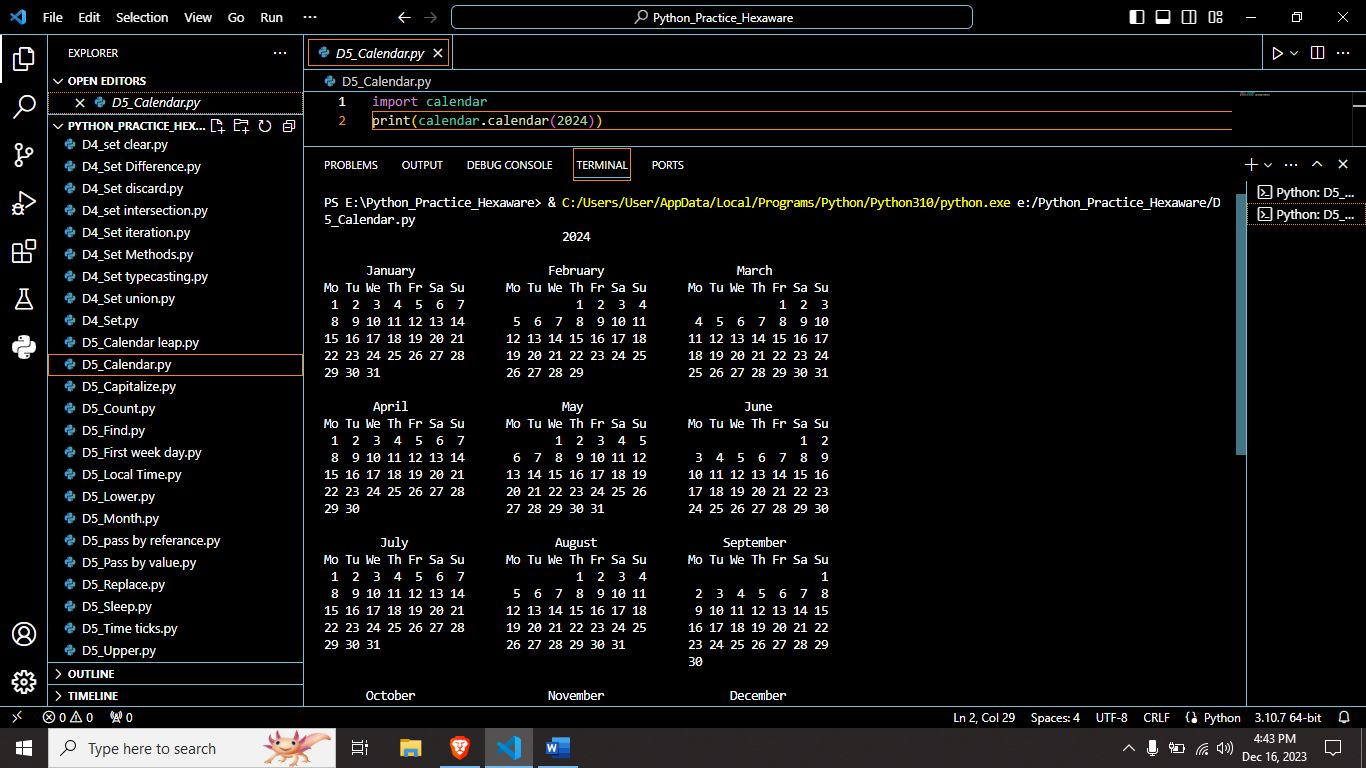 File Edit Selection View Go Run ··· Python_Practice_Hexaware
EXPLORER ···
OPEN EDITORS
D5_Calendar.py
PYTHON_PRACTICE_HEX...
D4_set clear.py
D4_Set Difference.py
D4_Set discard.py
D4_set intersection.py
D4_Set iteration.py
D4_Set Methods.py
D4_Set typecasting.py
D4_Set union.py
D4_Set.py
D5_Calendar leap.py
D5_Calendar.py
D5_Capitalize.py
D5_Count.py
D5_Find.py
D5_First week day.py
D5_Local Time.py
D5_Lower.py
D5_Month.py
D5_pass by referance.py
D5_Pass by value.py
D5_Replace.py
D5_Sleep.py
D5_Time ticks.py
D5_Upper.py
OUTLINE
TIMELINE
D5_Calendar.py
D5_Calendar.py
1 import calendar
2 print(calendar.calendar(2024))
PROBLEMS OUTPUT DEBUG CONSOLE TERMINAL PORTS
PS E:\Python_Practice_Hexaware> & C:/Users/User/AppData/Local/Programs/Python/Python310/python.exe e:/Python_Practice_Hexaware/D
5_Calendar.py
2024
January February March
Mo Tu We Th Fr Sa Su Mo Tu We Th Fr Sa Su Mo Tu We Th Fr Sa Su
1 2 3 4 5 6 7 1 2 3 4 1 2 3
8 9 10 11 12 13 14 5 6 7 8 9 10 11 4 5 6 7 8 9 10
15 16 17 18 19 20 21 12 13 14 15 16 17 18 11 12 13 14 15 16 17
22 23 24 25 26 27 28 19 20 21 22 23 24 25 18 19 20 21 22 23 24
29 30 31 26 27 28 29 25 26 27 28 29 30 31
April May June
Mo Tu We Th Fr Sa Su Mo Tu We Th Fr Sa Su Mo Tu We Th Fr Sa Su
1 2 3 4 5 6 7 1 2 3 4 5 1 2
8 9 10 11 12 13 14 6 7 8 9 10 11 12 3 4 5 6 7 8 9
15 16 17 18 19 20 21 13 14 15 16 17 18 19 10 11 12 13 14 15 16
22 23 24 25 26 27 28 20 21 22 23 24 25 26 17 18 19 20 21 22 23
29 30 27 28 29 30 31 24 25 26 27 28 29 30
July August September
Mo Tu We Th Fr Sa Su Mo Tu We Th Fr Sa Su Mo Tu We Th Fr Sa Su
1 2 3 4 5 6 7 1 2 3 4 1
8 9 10 11 12 13 14 5 6 7 8 9 10 11 2 3 4 5 6 7 8
15 16 17 18 19 20 21 12 13 14 15 16 17 18 9 10 11 12 13 14 15
22 23 24 25 26 27 28 19 20 21 22 23 24 25 16 17 18 19 20 21 22
29 30 31 26 27 28 29 30 31 23 24 25 26 27 28 29
30
October November December
Python: D5_...
Python: D5_...
0 0 0 Ln 2, Col 29 Spaces: 4 UTF-8 CRLF Python 3.10.7 64-bit
Type here to search
4:43 PM
Dec 16, 2023